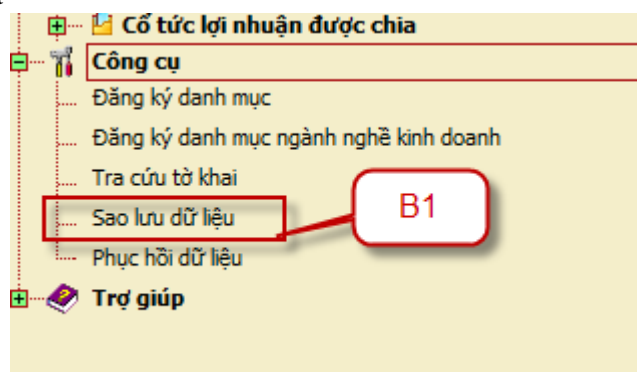 Cổ tức lợi nhuận được chia
Công cụ
Đăng ký danh mục
Đăng ký danh mục ngành nghề kinh doanh
Tra cứu tờ khai
Sao lưu dữ liệu
B1
Phục hồi dữ liệu
Trợ giúp